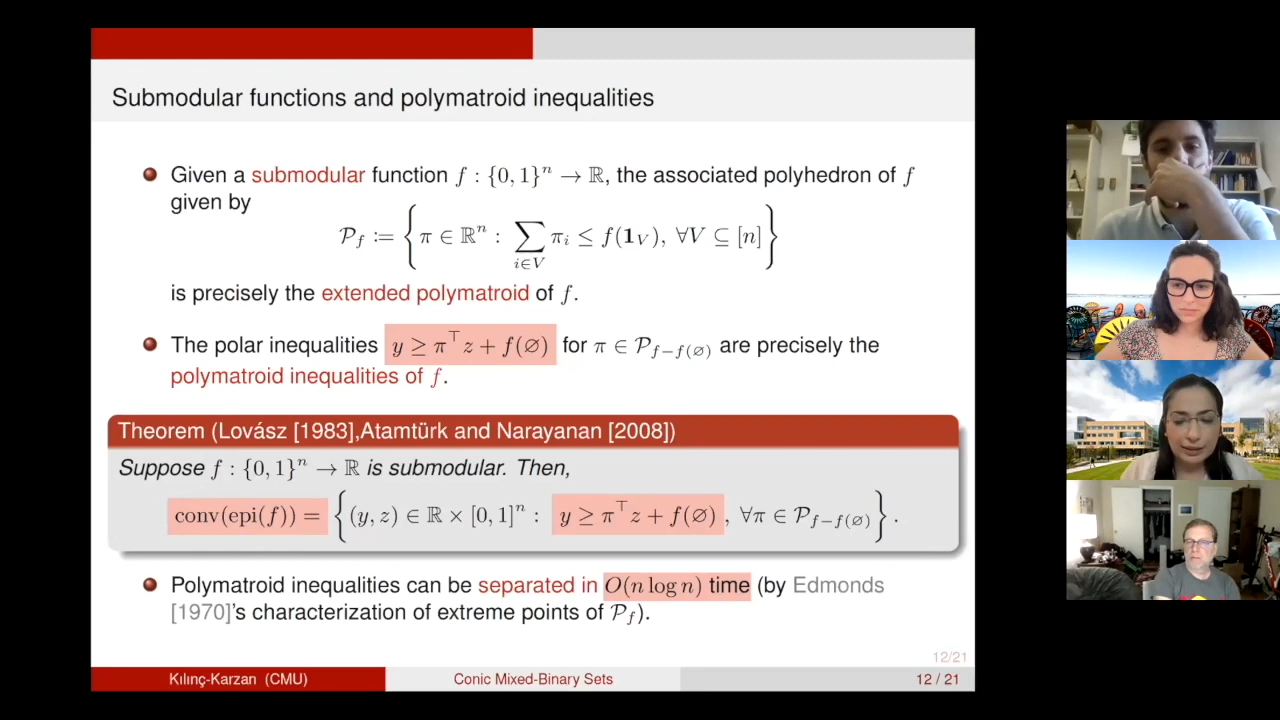 Submodular functions and polymatroid inequalities
Given a submodular function f : {0, 1}ⁿ → ℝ, the associated polyhedron of f
given by
𝒫_f := { π ∈ ℝⁿ : ∑_{i∈V} π_i ≤ f(𝟏_V), ∀V ⊆ [n] }
is precisely the extended polymatroid of f.
The polar inequalities y ≥ π^⊤ z + f(∅) for π ∈ 𝒫_{f−f(∅)} are precisely the
polymatroid inequalities of f.
Theorem (Lovász [1983],Atamtürk and Narayanan [2008])
Suppose f : {0, 1}ⁿ → ℝ is submodular. Then,
conv(epi(f)) = { (y, z) ∈ ℝ × [0, 1]ⁿ : y ≥ π^⊤ z + f(∅) , ∀π ∈ 𝒫_{f−f(∅)} } .
Polymatroid inequalities can be separated in O(n log n) time (by Edmonds
[1970]'s characterization of extreme points of 𝒫_f).
12/21
Kılınç-Karzan (CMU) Conic Mixed-Binary Sets 12 / 21